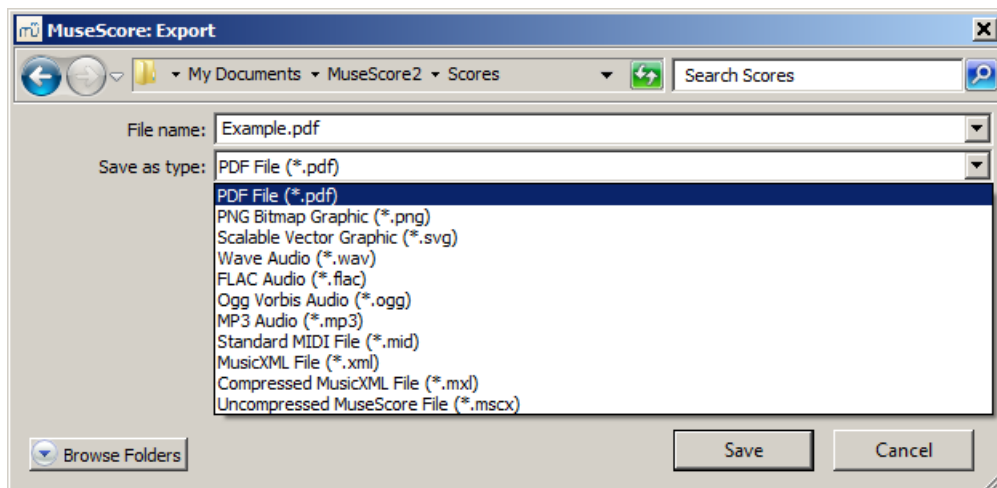 MuseScore: Export
My Documents MuseScore2 Scores Search Scores
File name: Example.pdf
Save as type: PDF File (*.pdf)
PDF File (*.pdf)
PNG Bitmap Graphic (*.png)
Scalable Vector Graphic (*.svg)
Wave Audio (*.wav)
FLAC Audio (*.flac)
Ogg Vorbis Audio (*.ogg)
MP3 Audio (*.mp3)
Standard MIDI File (*.mid)
MusicXML File (*.xml)
Compressed MusicXML File (*.mxl)
Uncompressed MuseScore File (*.mscx)
Browse Folders Save Cancel